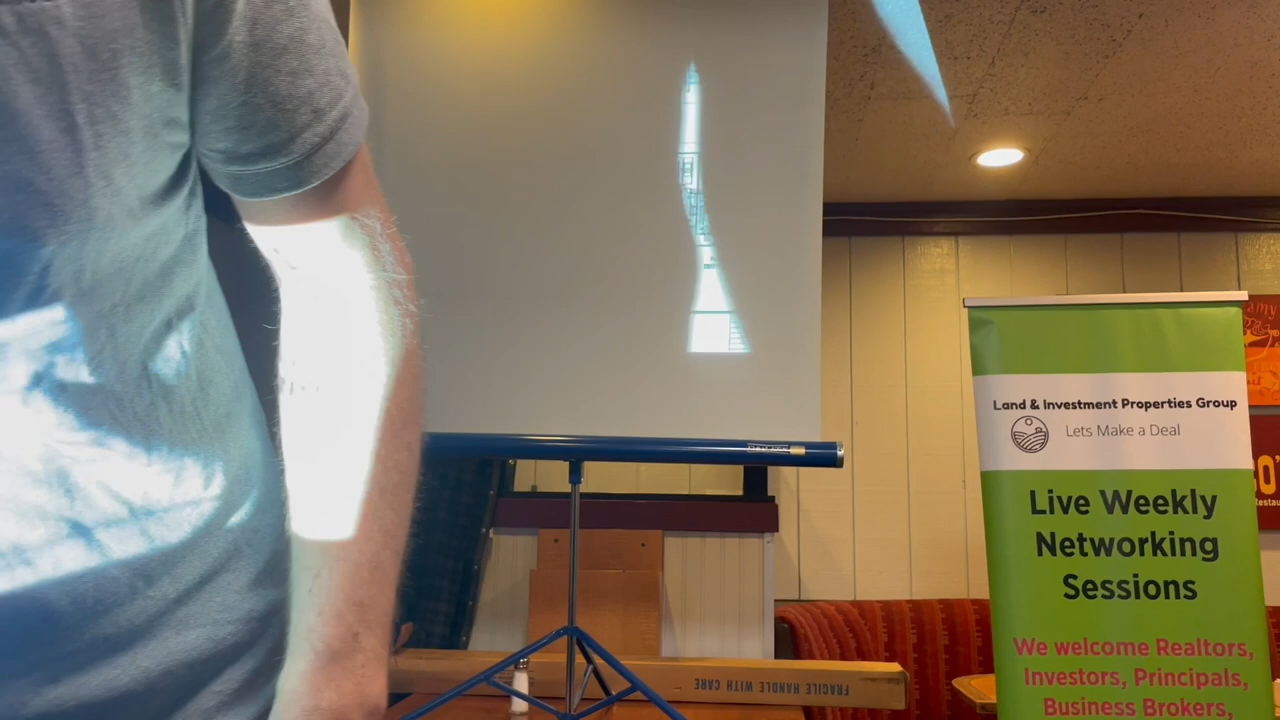 Land & Investment Properties Group
Lets Make a Deal
Live Weekly
Networking
Sessions
We welcome Realtors,
Investors, Principals,
Business Brokers,
FRAGILE HANDLE WITH CARE